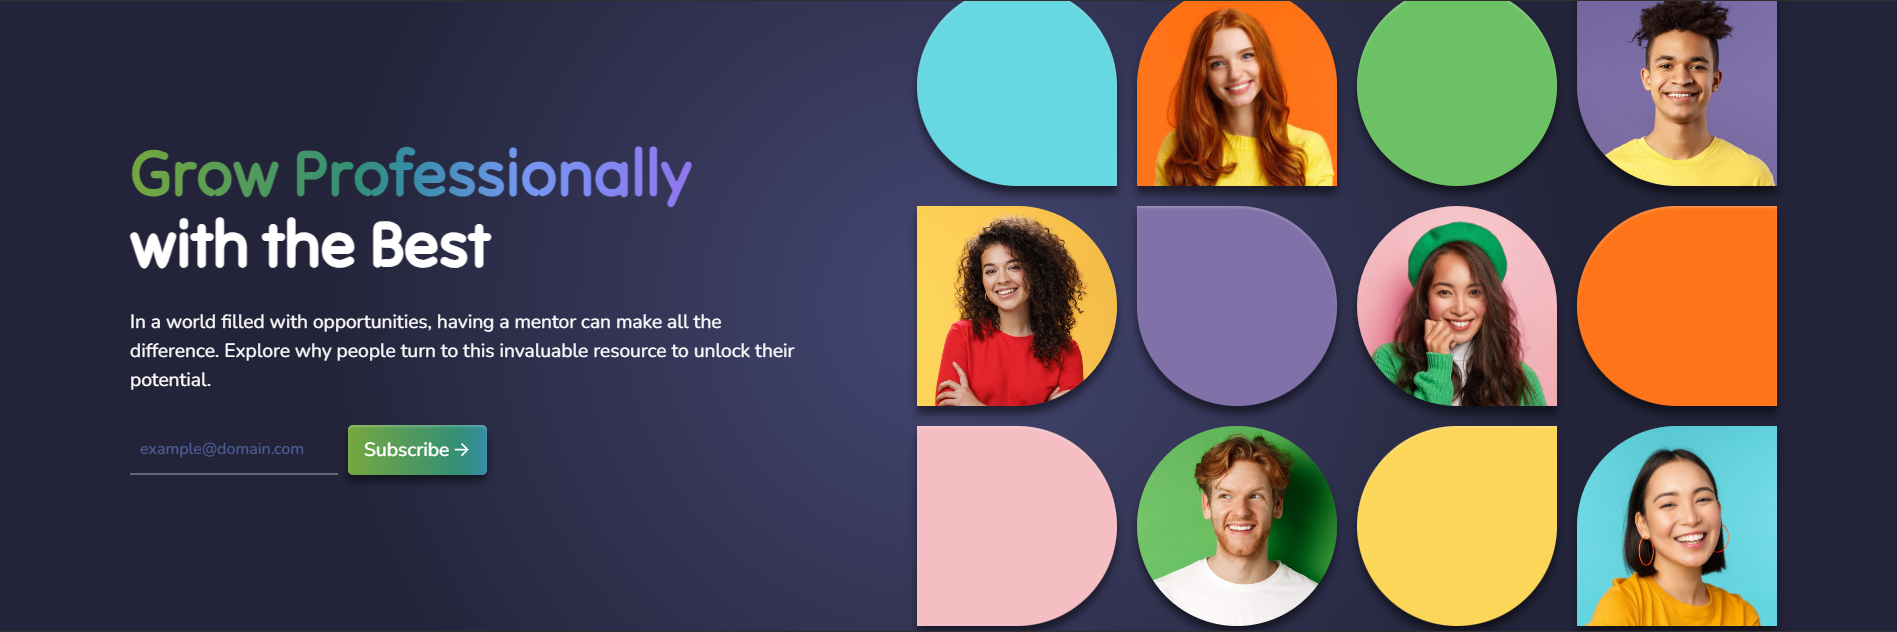 Grow Professionally
with the Best
In a world filled with opportunities, having a mentor can make all the
difference. Explore why people turn to this invaluable resource to unlock their
potential.
example@domain.com
Subscribe →